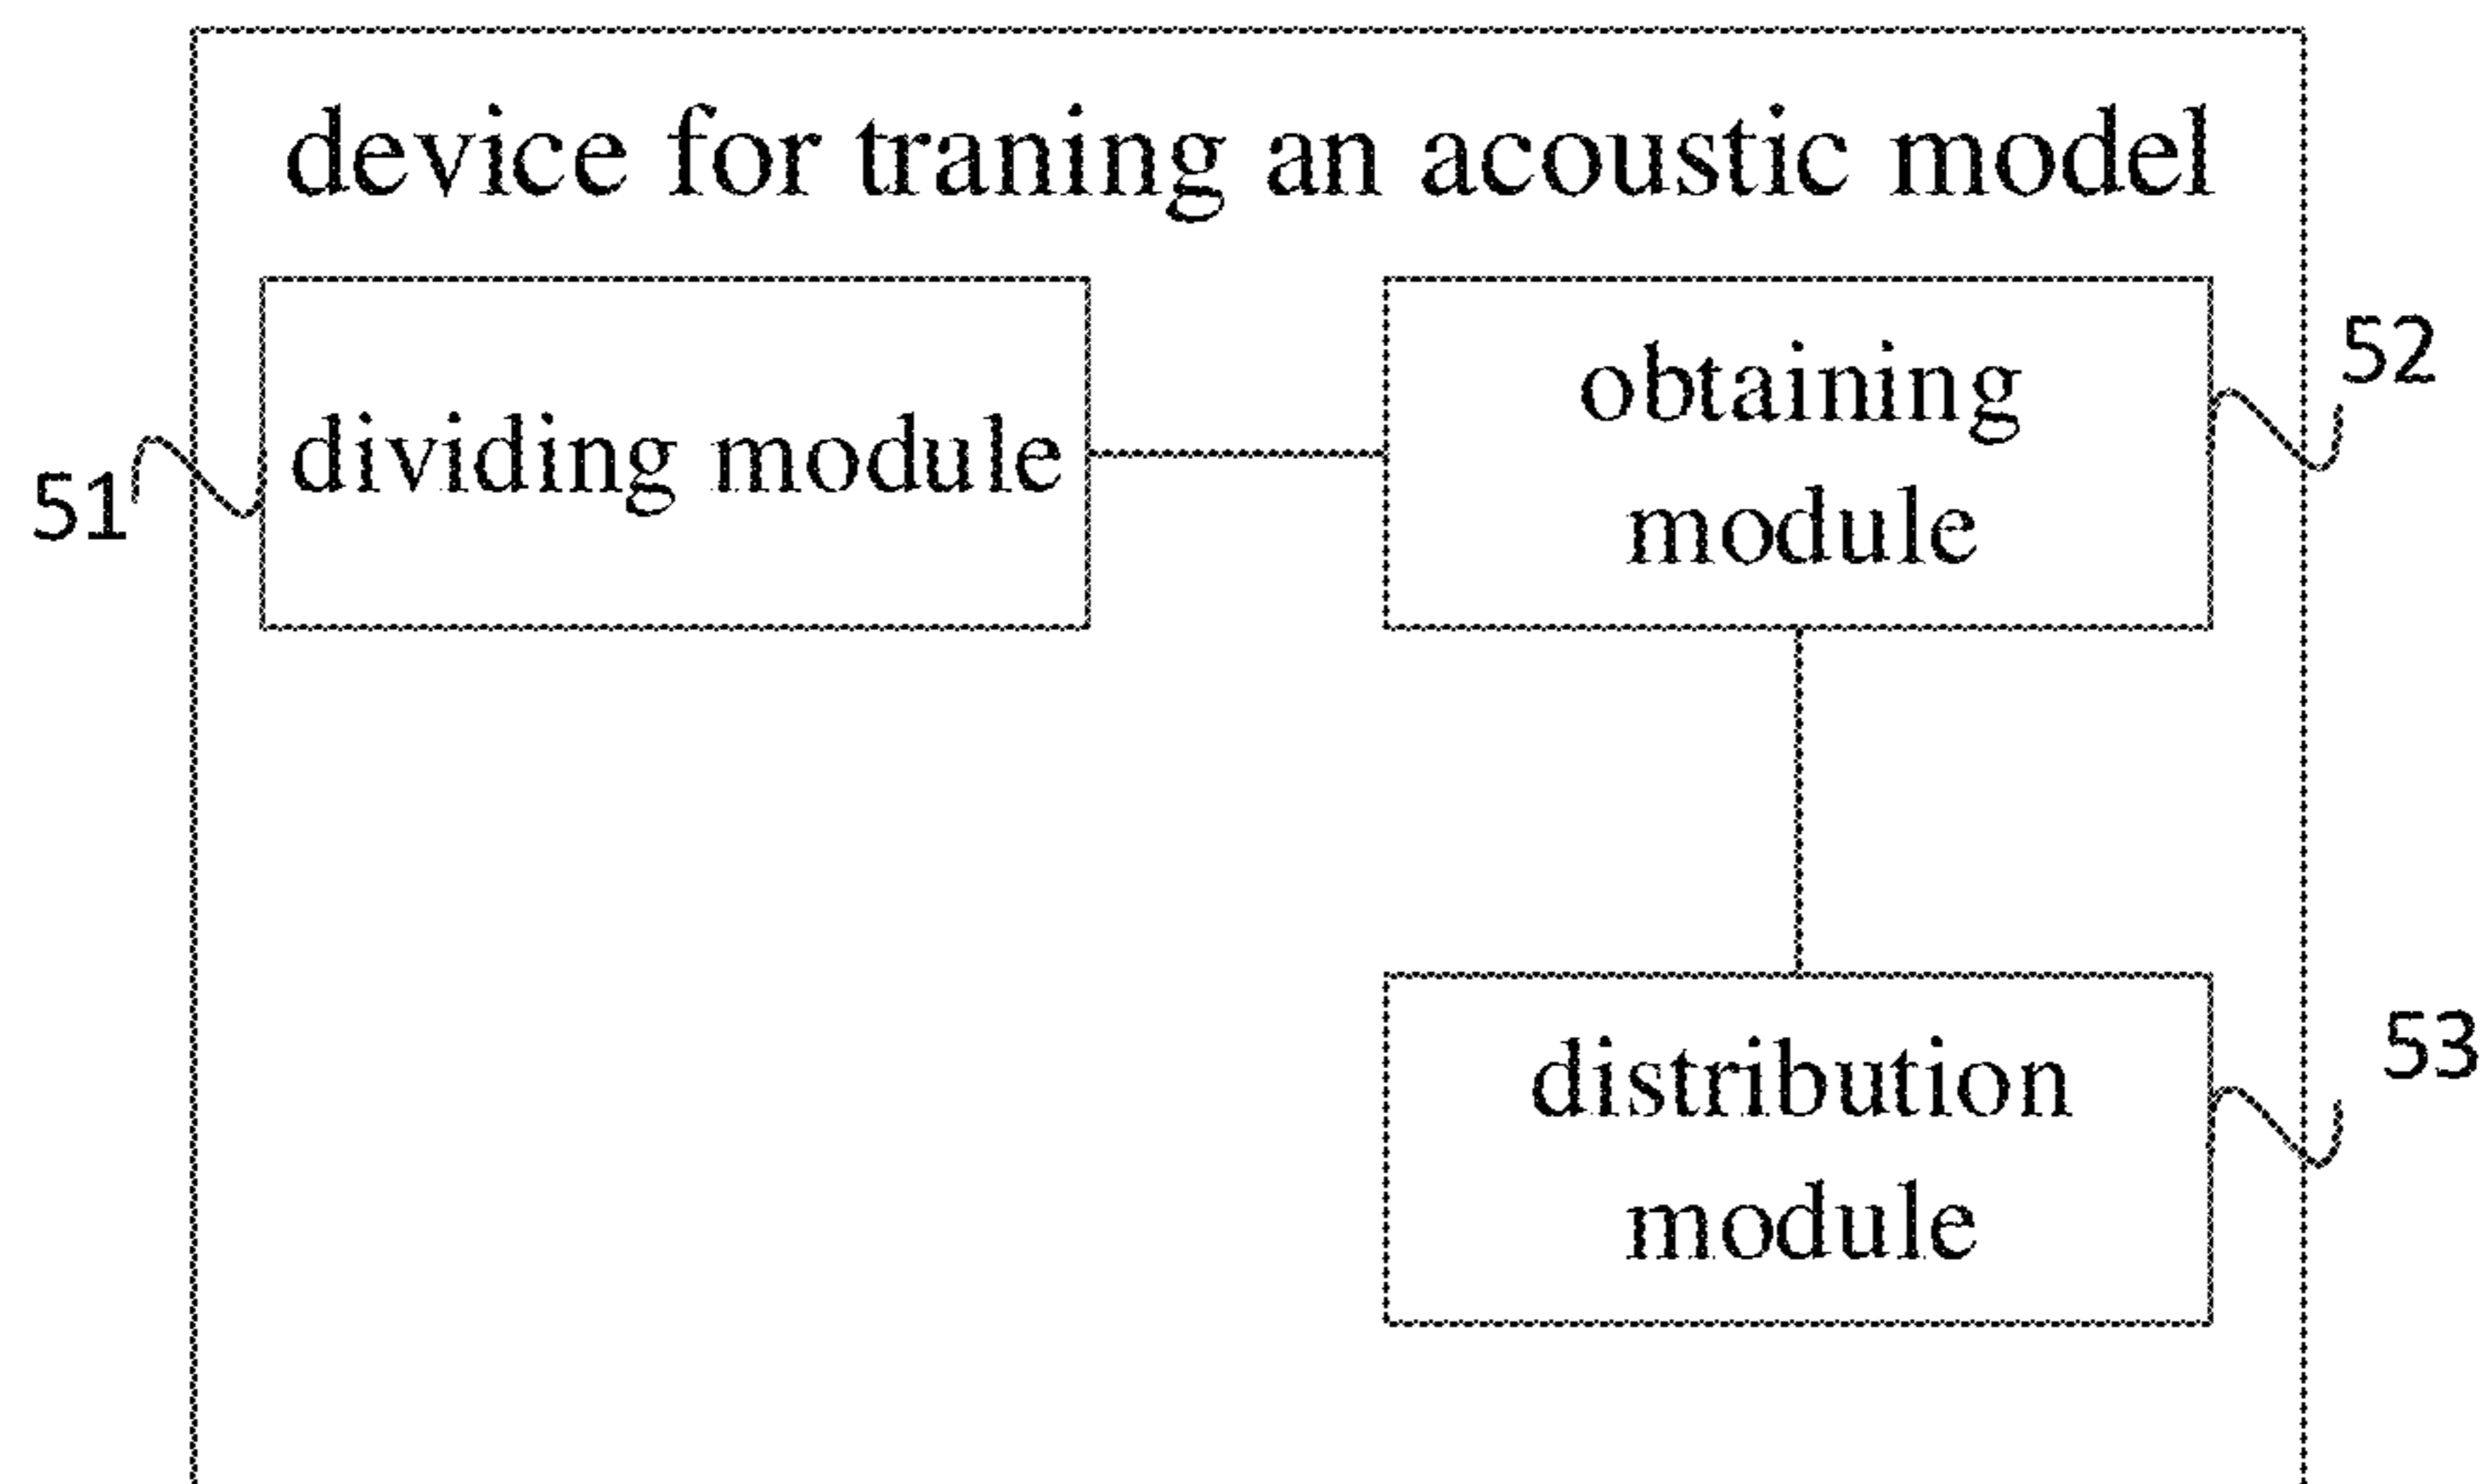 device for traning an acoustic model
51
dividing module
obtaining
module
52
distribution
module
53